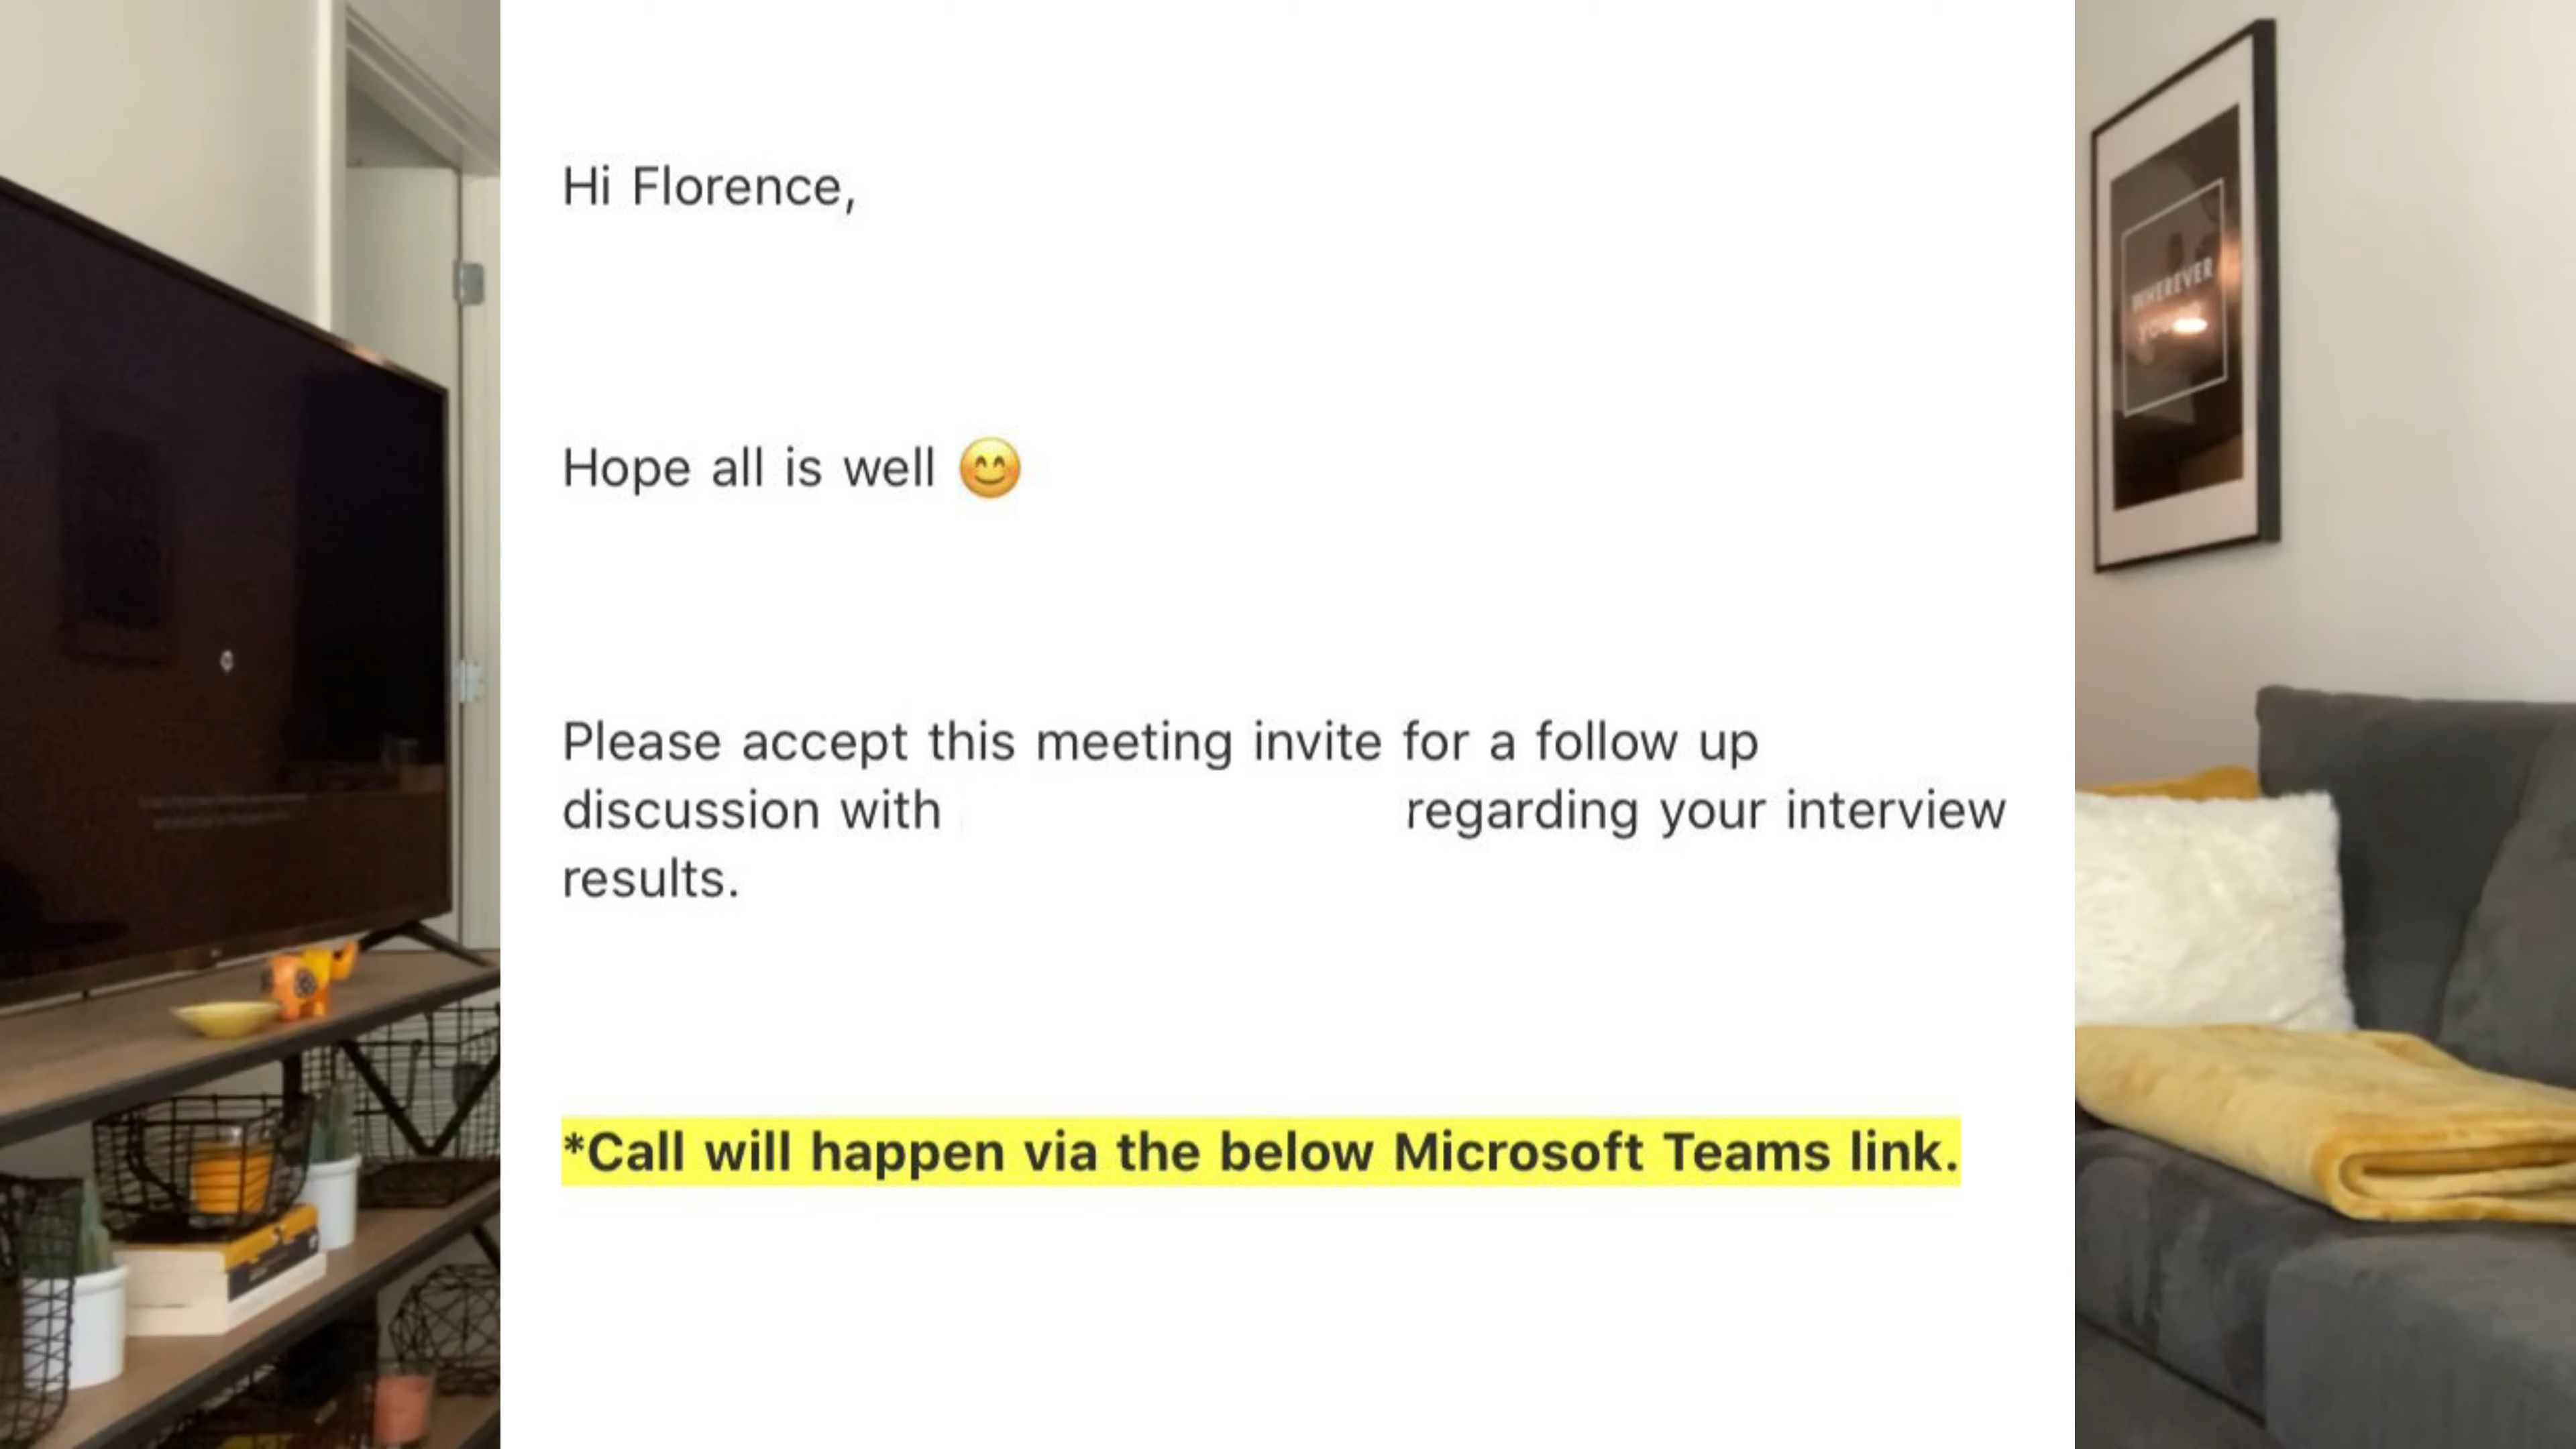 Hi Florence,
Hope all is well 😊
Please accept this meeting invite for a follow up
discussion with regarding your interview
results.
*Call will happen via the below Microsoft Teams link.
WHEREVER